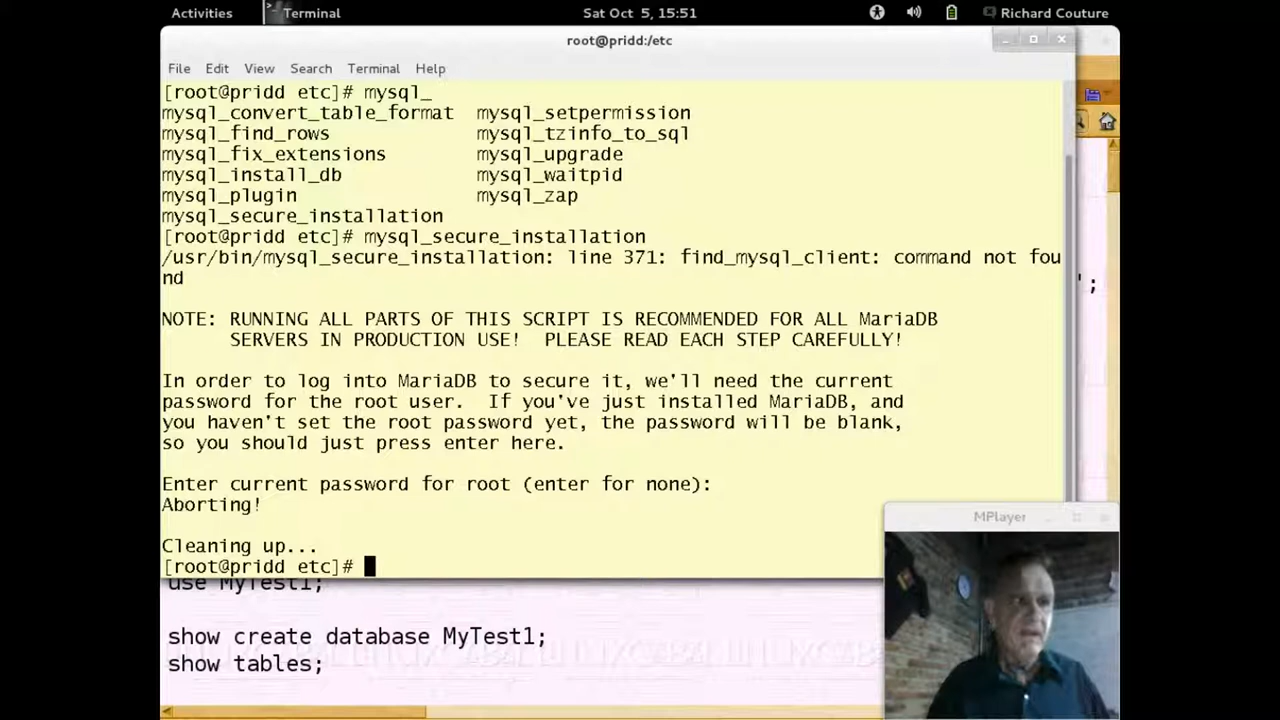 Activities Terminal Sat Oct 5, 15:51 Richard Couture
root@pridd:/etc
File Edit View Search Terminal Help
[root@pridd etc]# mysql_
mysql_convert_table_format mysql_setpermission
mysql_find_rows mysql_tzinfo_to_sql
mysql_fix_extensions mysql_upgrade
mysql_install_db mysql_waitpid
mysql_plugin mysql_zap
mysql_secure_installation
[root@pridd etc]# mysql_secure_installation
/usr/bin/mysql_secure_installation: line 371: find_mysql_client: command not fou
nd
';
NOTE: RUNNING ALL PARTS OF THIS SCRIPT IS RECOMMENDED FOR ALL MariaDB
SERVERS IN PRODUCTION USE! PLEASE READ EACH STEP CAREFULLY!
In order to log into MariaDB to secure it, we'll need the current
password for the root user. If you've just installed MariaDB, and
you haven't set the root password yet, the password will be blank,
so you should just press enter here.
Enter current password for root (enter for none):
Aborting!
Cleaning up...
[root@pridd etc]#
MPlayer
use MyTest1;
show create database MyTest1;
show tables;